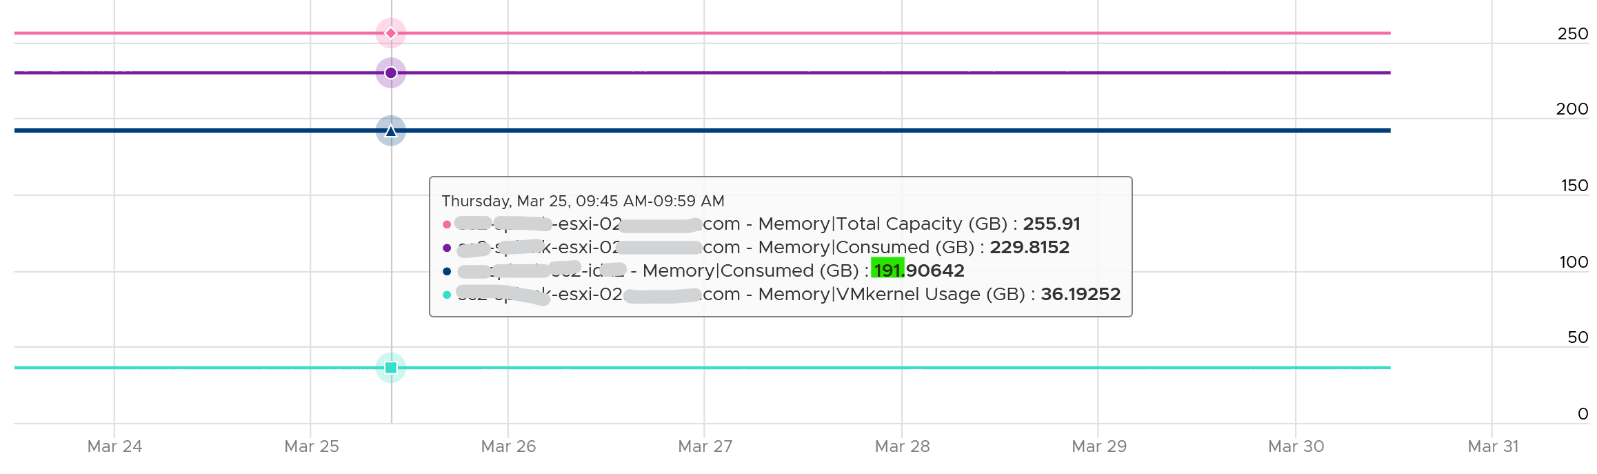 250
200
150
100
50
0
Thursday, Mar 25, 09:45 AM-09:59 AM
-esxi-02 .com - Memory|Total Capacity (GB) : 255.91
k-esxi-02 .com - Memory|Consumed (GB) : 229.8152
- Memory|Consumed (GB) : 191.90642
k-esxi-02 .com - Memory|VMkernel Usage (GB) : 36.19252
Mar 24 Mar 25 Mar 26 Mar 27 Mar 28 Mar 29 Mar 30 Mar 31